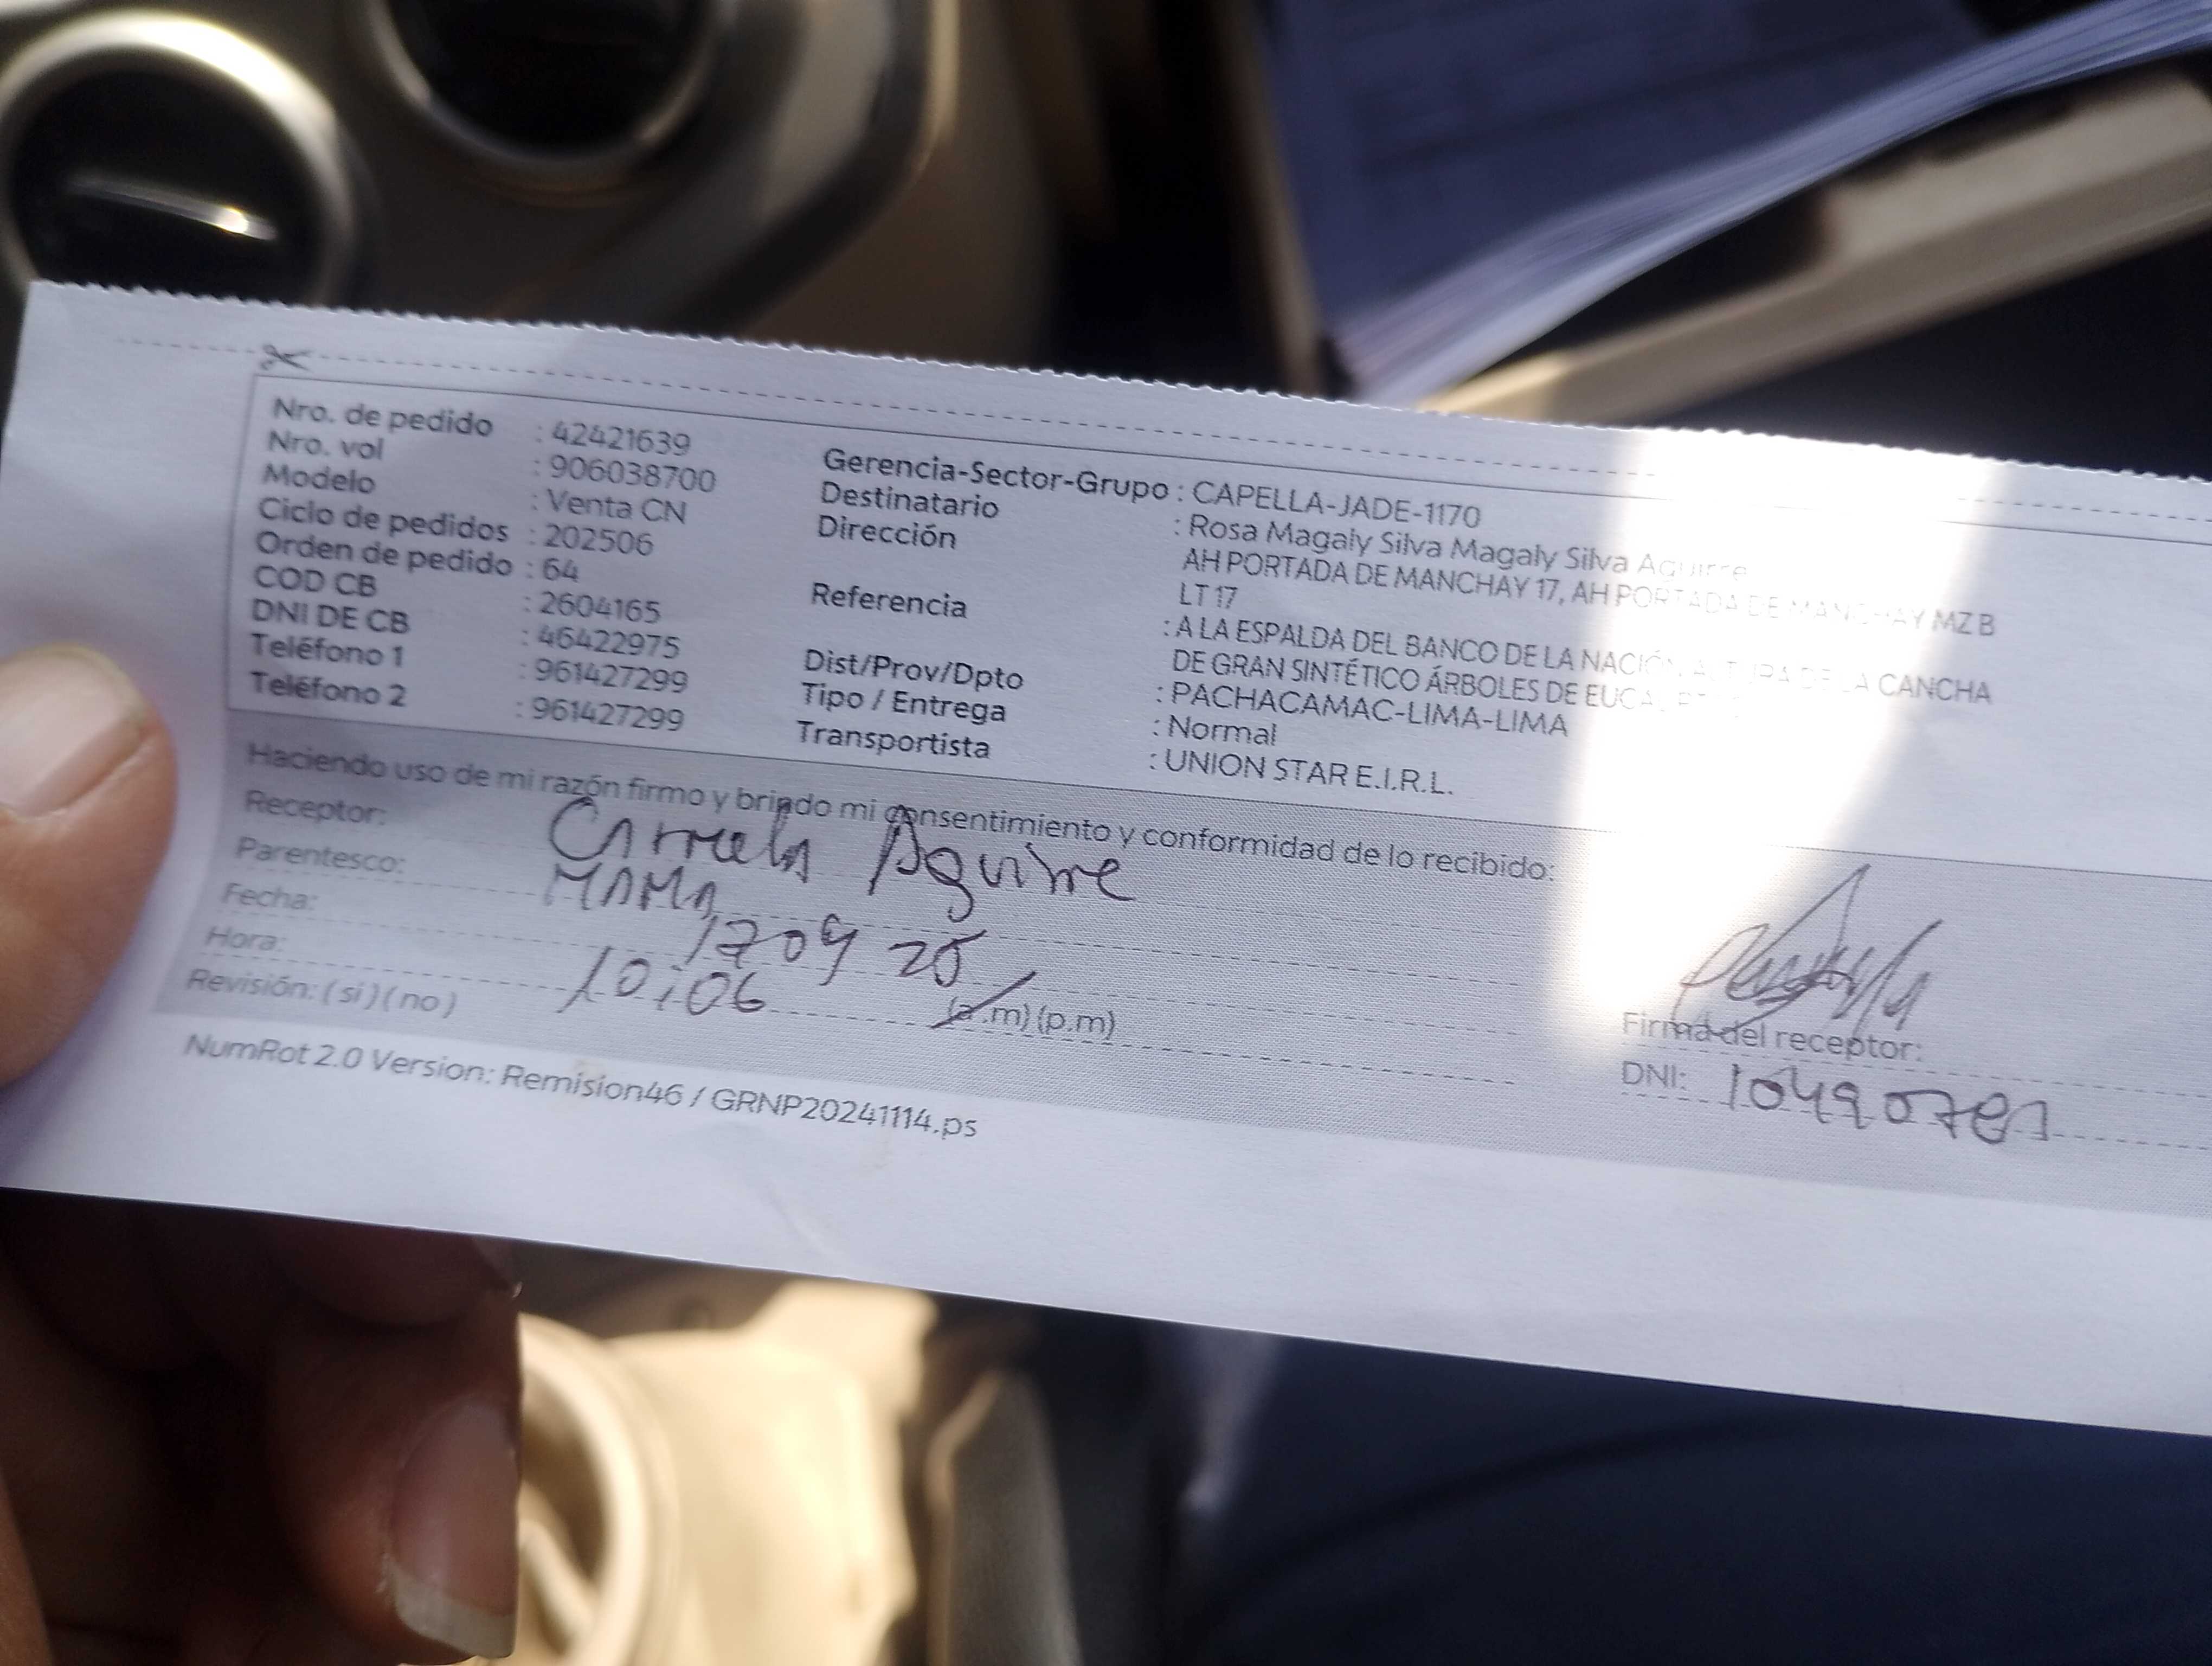 Nro. de pedido : 42421639
Nro. vol : 906038700
Modelo : Venta CN
Ciclo de pedidos : 202506
Orden de pedido : 64
COD CB : 2604165
DNI DE CB : 46422975
Teléfono 1 : 961427299
Teléfono 2 : 961427299
Gerencia-Sector-Grupo : CAPELLA-JADE-1170
Destinatario : Rosa Magaly Silva Magaly Silva Aguirre
Dirección AH PORTADA DE MANCHAY 17, AH PORTADA DE MANCHAY MZ B
LT 17
Referencia : A LA ESPALDA DEL BANCO DE LA NACIÓN ALTURA DE LA CANCHA
DE GRAN SINTÉTICO ÁRBOLES DE
Dist/Prov/Dpto : PACHACAMAC-LIMA-LIMA
Tipo / Entrega : Normal
Transportista : UNION STAR E.I.R.L.
Haciendo uso de mi razón firmo y brindo mi consentimiento y conformidad de lo recibido:
Receptor: Carmela Aguirre
Parentesco: MAMA
Fecha: 17 09 25
Hora: 10:06 (a.m) (p.m)
Revisión: ( si ) ( no )
Firma del receptor:
DNI:
NumRot 2.0 Version: Remision46 / GRNP20241114.ps